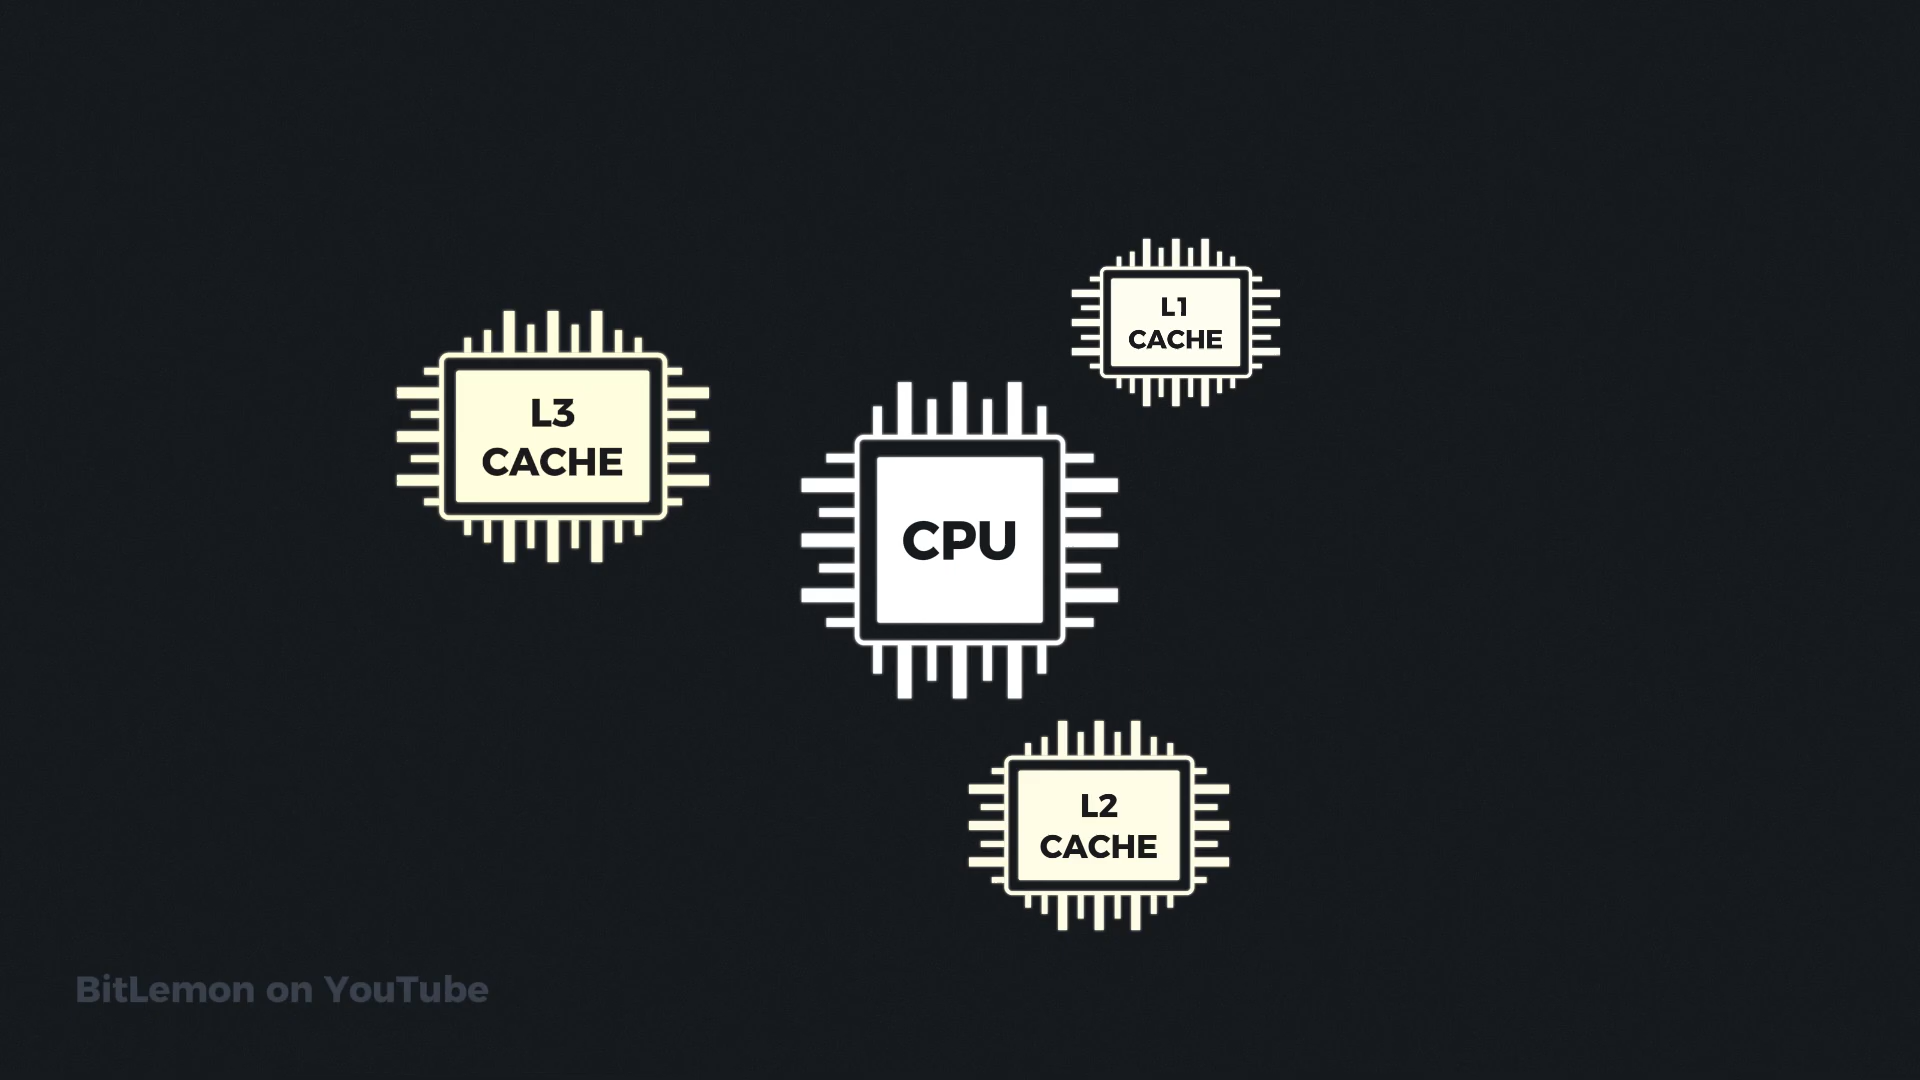 L1
CACHE
L3
CACHE
CPU
L2
CACHE
BitLemon on YouTube